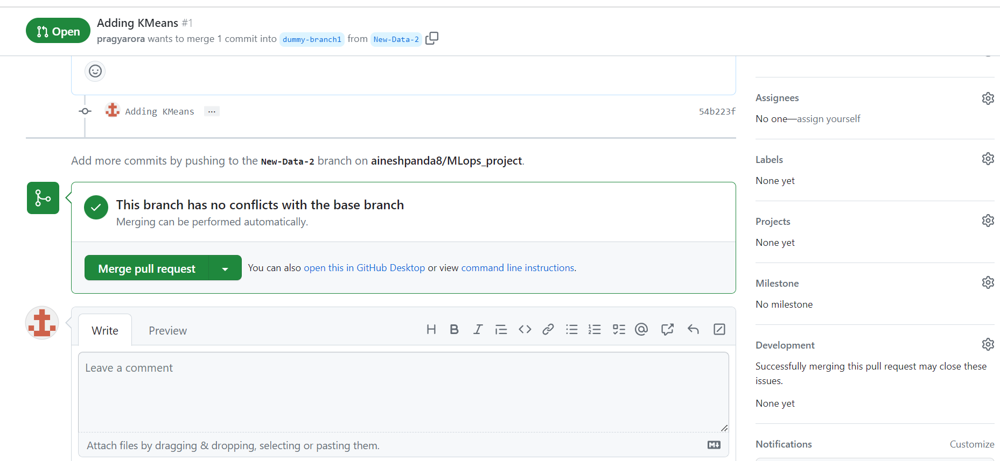 Open
Adding KMeans #1
pragyarora wants to merge 1 commit into dummy-branch1 from New-Data-2
Adding KMeans ...
54b223f
Add more commits by pushing to the New-Data-2 branch on aineshpanda8/MLops_project.
This branch has no conflicts with the base branch
Merging can be performed automatically.
Merge pull request
You can also open this in GitHub Desktop or view command line instructions.
Write
Preview
Leave a comment
Attach files by dragging & dropping, selecting or pasting them.
Assignees
No one—assign yourself
Labels
None yet
Projects
None yet
Milestone
No milestone
Development
Successfully merging this pull request may close these
issues.
None yet
Notifications
Customize